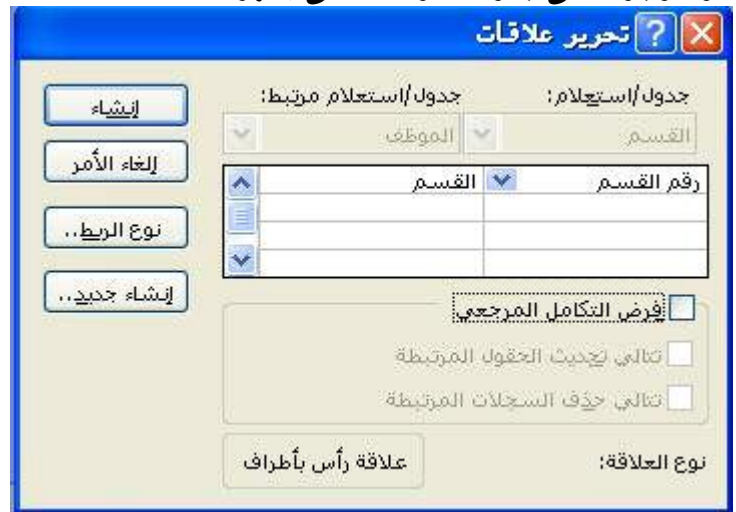 تحرير علاقات
جدول/استعلام: جدول/استعلام مرتبط:
القسم الموظف
رقم القسم القسم
فرض التكامل المرجعي
تتالي تحديث الحقول المرتبطة
تتالي حذف السجلات المرتبطة
نوع العلاقة: علاقة رأس بأطراف
إنشاء
إلغاء الأمر
نوع الربط..
إنشاء جديد..